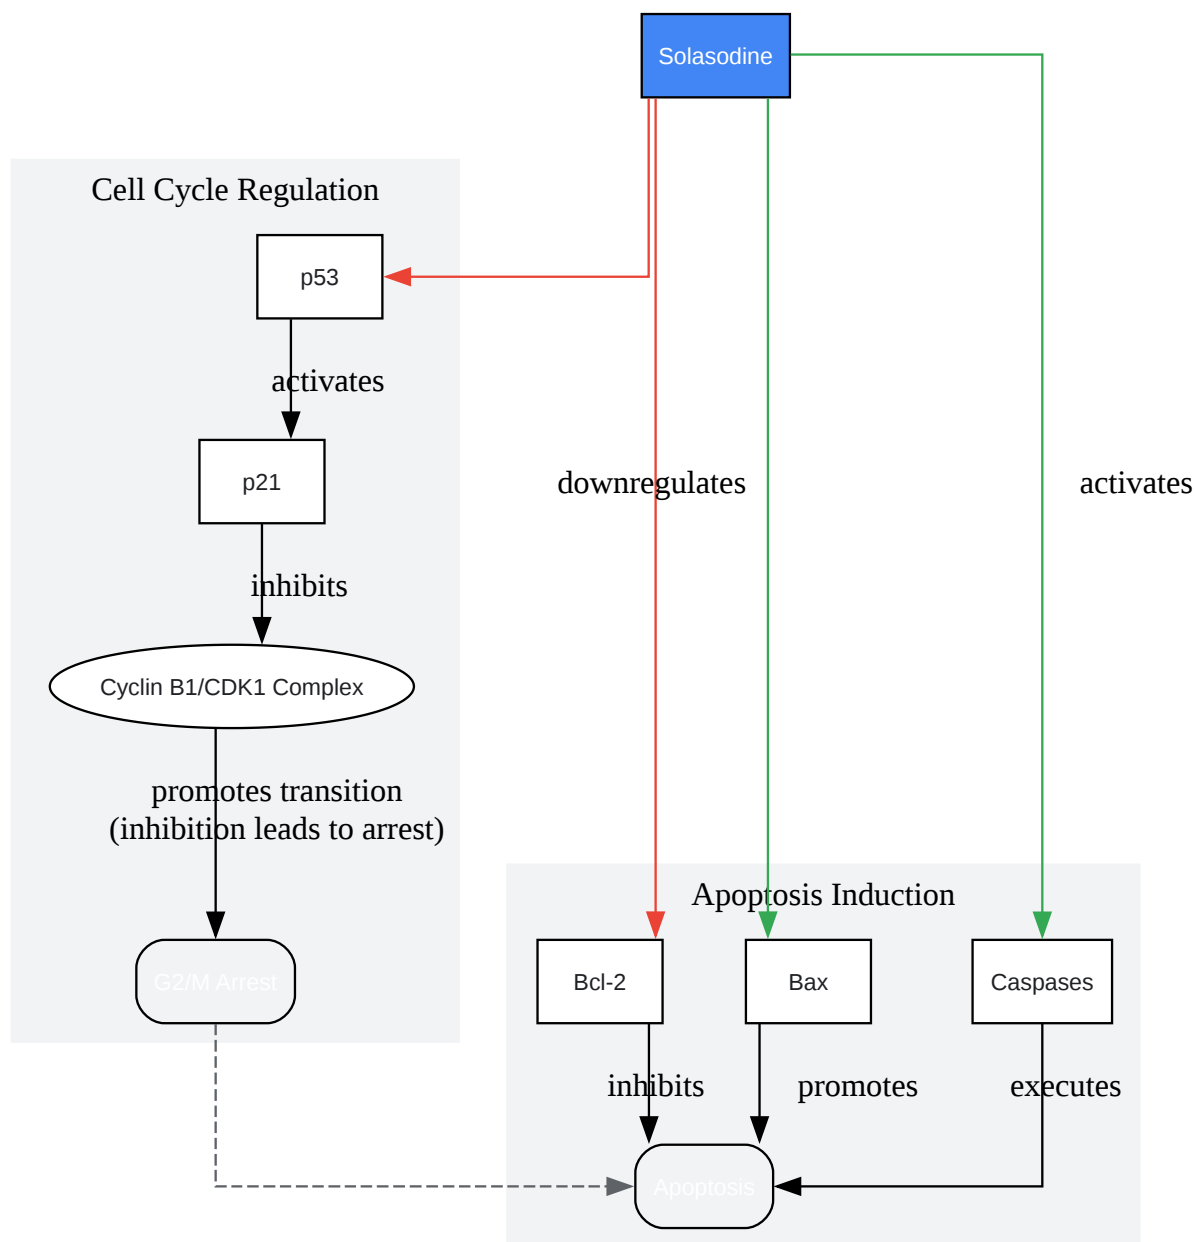 Solasodine
Cell Cycle Regulation
p53
activates
p21
downregulates
activates
inhibits
Cyclin B1/CDK1 Complex
promotes transition
(inhibition leads to arrest)
Apoptosis Induction
G2/M Arrest
Bcl-2
Bax
Caspases
inhibits
promotes
executes
Apoptosis